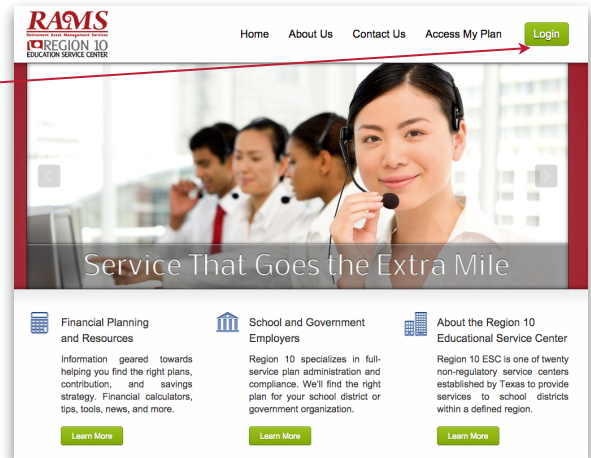 RAMS
Retirement Asset Management Services
REGION 10
EDUCATION SERVICE CENTER
Home About Us Contact Us Access My Plan Login
Service That Goes the Extra Mile
Financial Planning
and Resources
Information geared towards
helping you find the right plans,
contribution, and savings
strategy. Financial calculators,
tips, tools, news, and more.
Learn More
School and Government
Employers
Region 10 specializes in full-
service plan administration and
compliance. We'll find the right
plan for your school district or
government organization.
Learn More
About the Region 10
Educational Service Center
Region 10 ESC is one of twenty
non-regulatory service centers
established by Texas to provide
services to school districts
within a defined region.
Learn More